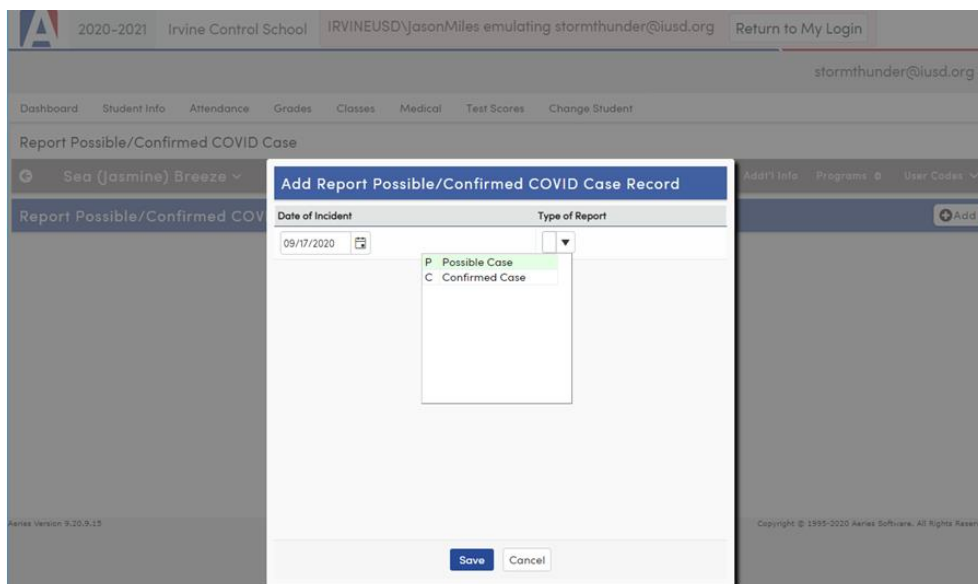 2020-2021 Irvine Control School IRVINEUSD\JasonMiles emulating stormthunder@iusd.org Return to My Login
stormthunder@iusd.org
Dashboard Student Info Attendance Grades Classes Medical Test Scores Change Student
Report Possible/Confirmed COVID Case
Sea (Jasmine) Breeze Addt'l Info Programs 0 User Codes
Report Possible/Confirmed COV Add
Add Report Possible/Confirmed COVID Case Record
Date of Incident Type of Report
09/17/2020
P Possible Case
C Confirmed Case
Aeries Version 9.20.9.15 Copyright © 1995-2020 Aeries Software. All Rights Reser
Save Cancel